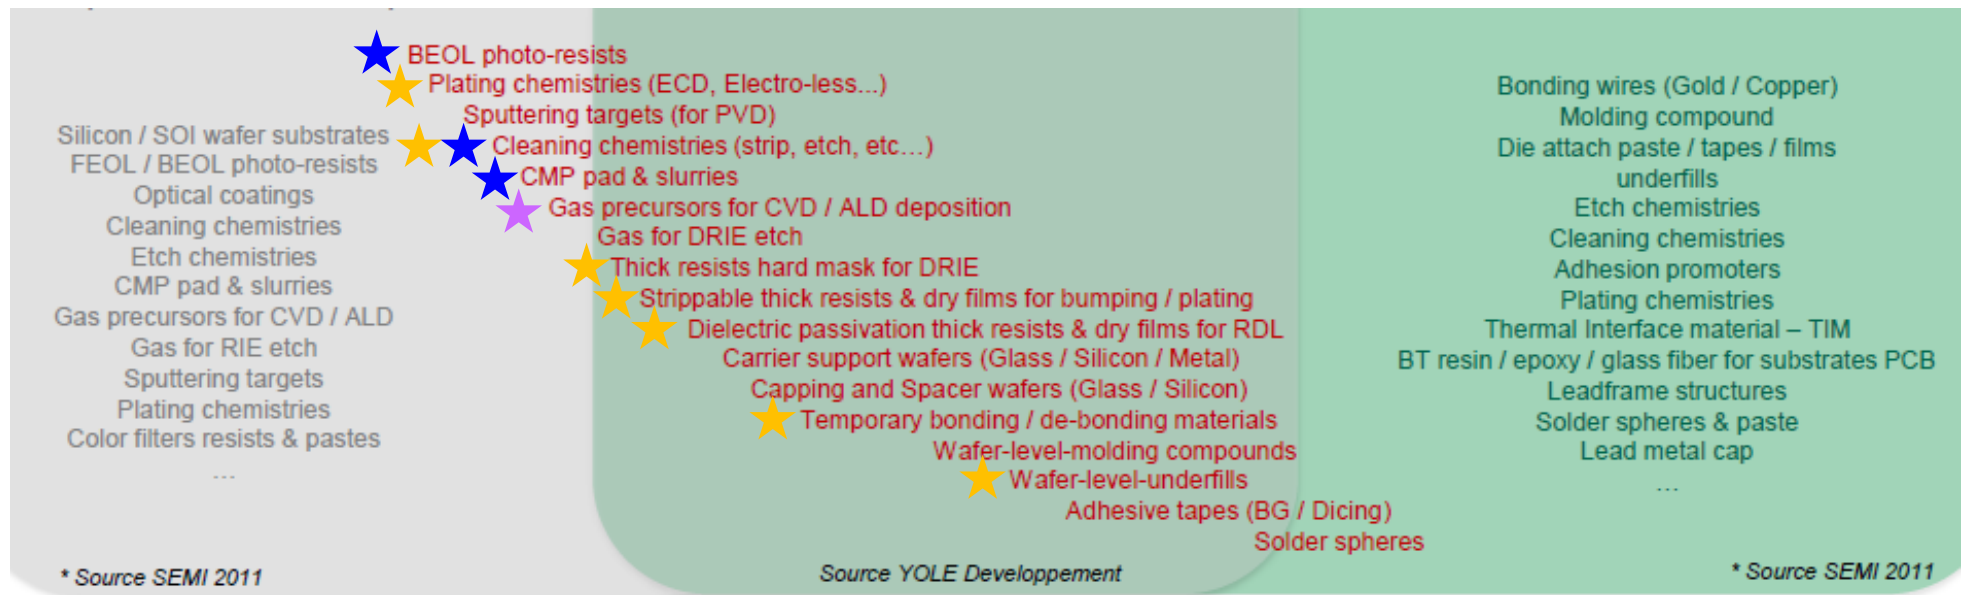 Silicon / SOI wafer substrates
FEOL / BEOL photo-resists
Optical coatings
Cleaning chemistries
Etch chemistries
CMP pad & slurries
Gas precursors for CVD / ALD
Gas for RIE etch
Sputtering targets
Plating chemistries
Color filters resists & pastes
...
* Source SEMI 2011
BEOL photo-resists
Plating chemistries (ECD, Electro-less...)
Sputtering targets (for PVD)
Cleaning chemistries (strip, etch, etc…)
CMP pad & slurries
Gas precursors for CVD / ALD deposition
Gas for DRIE etch
Thick resists hard mask for DRIE
Strippable thick resists & dry films for bumping / plating
Dielectric passivation thick resists & dry films for RDL
Carrier support wafers (Glass / Silicon / Metal)
Capping and Spacer wafers (Glass / Silicon)
Temporary bonding / de-bonding materials
Wafer-level-molding compounds
Wafer-level-underfills
Adhesive tapes (BG / Dicing)
Solder spheres
Source YOLE Developpement
Bonding wires (Gold / Copper)
Molding compound
Die attach paste / tapes / films
underfills
Etch chemistries
Cleaning chemistries
Adhesion promoters
Plating chemistries
Thermal Interface material – TIM
BT resin / epoxy / glass fiber for substrates PCB
Leadframe structures
Solder spheres & paste
Lead metal cap
...
* Source SEMI 2011